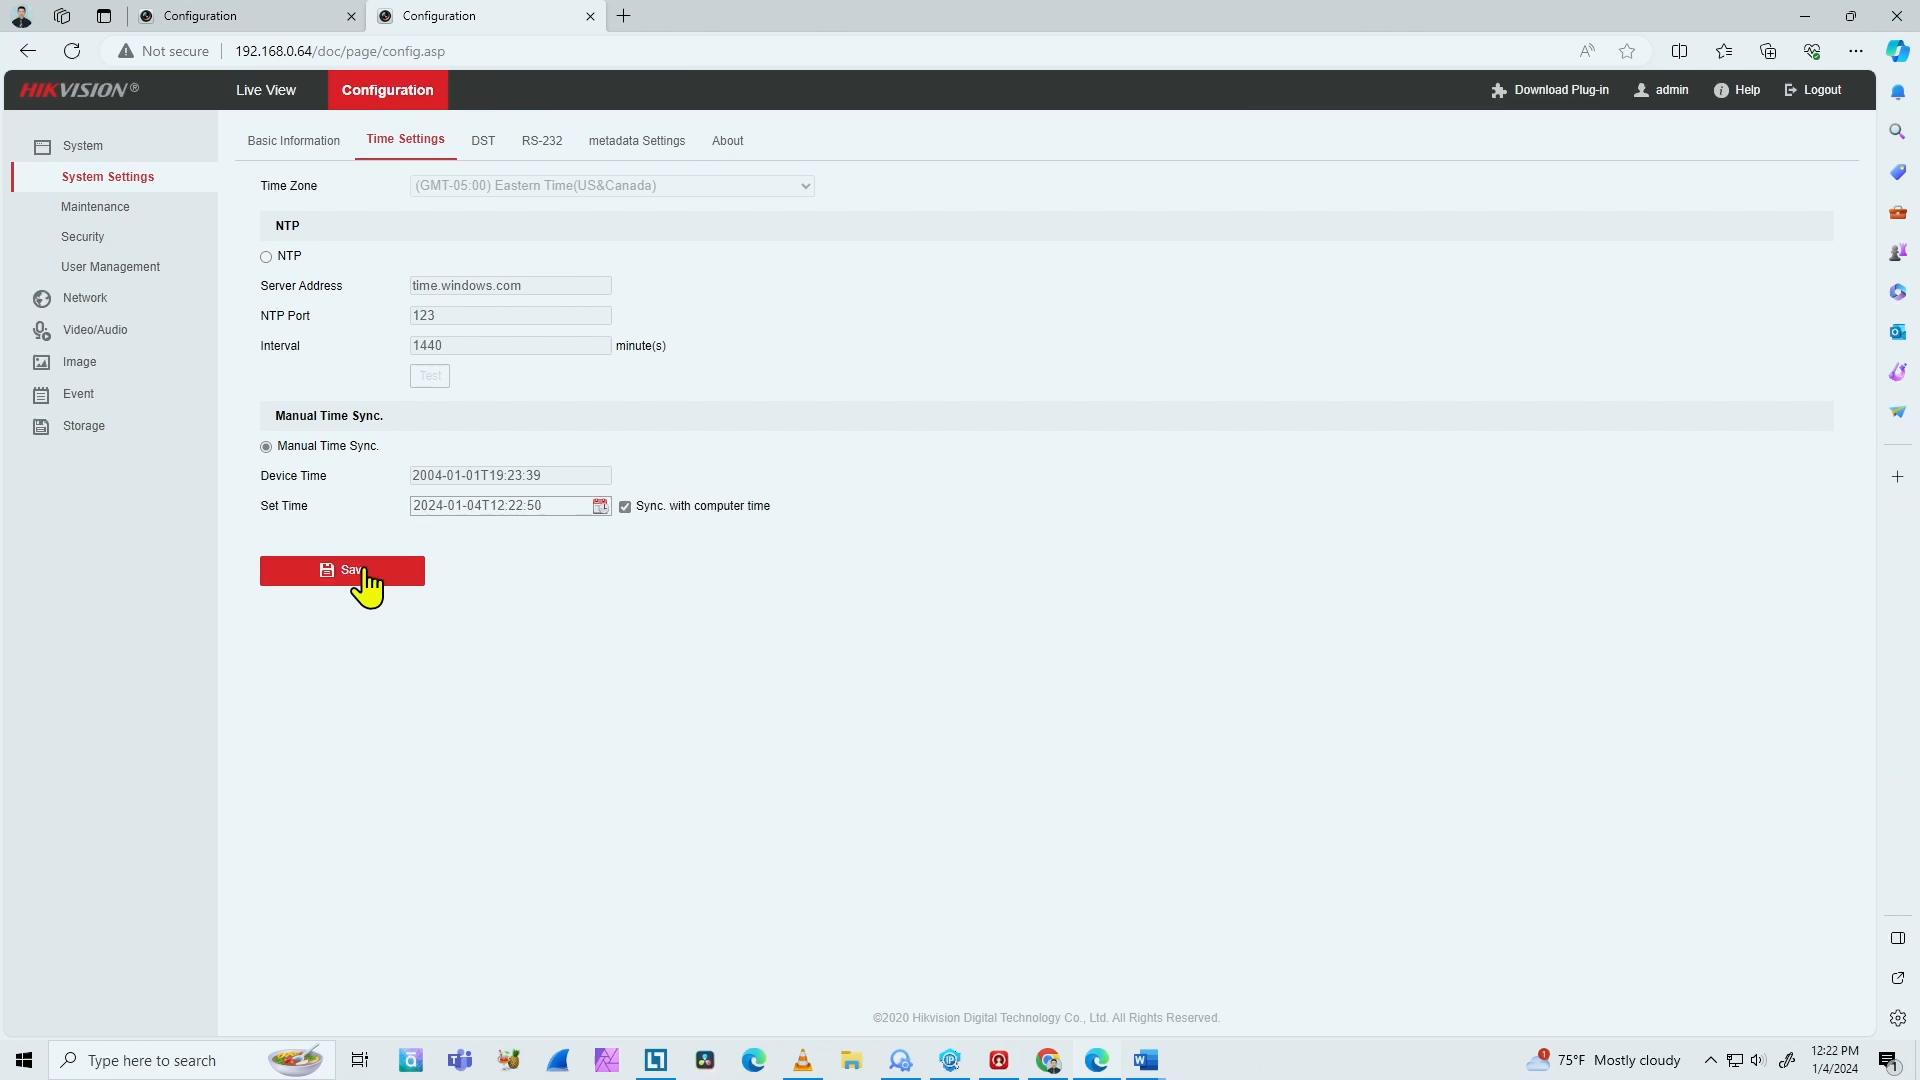 Configuration
Configuration
Not secure
192.168.0.64/doc/page/config.asp
HIKVISION®
Live View
Configuration
Download Plug-in
admin
Help
Logout
System
System Settings
Maintenance
Security
User Management
Network
Video/Audio
Image
Event
Storage
Basic Information
Time Settings
DST
RS-232
metadata Settings
About
Time Zone
(GMT-05:00) Eastern Time(US&Canada)
NTP
NTP
Server Address
time.windows.com
NTP Port
123
Interval
1440
minute(s)
Test
Manual Time Sync.
Manual Time Sync.
Device Time
2004-01-01T19:23:39
Set Time
2024-01-04T12:22:50
Sync. with computer time
Sav
©2020 Hikvision Digital Technology Co., Ltd. All Rights Reserved.
Type here to search
1
75°F Mostly cloudy
12:22 PM
1/4/2024
1